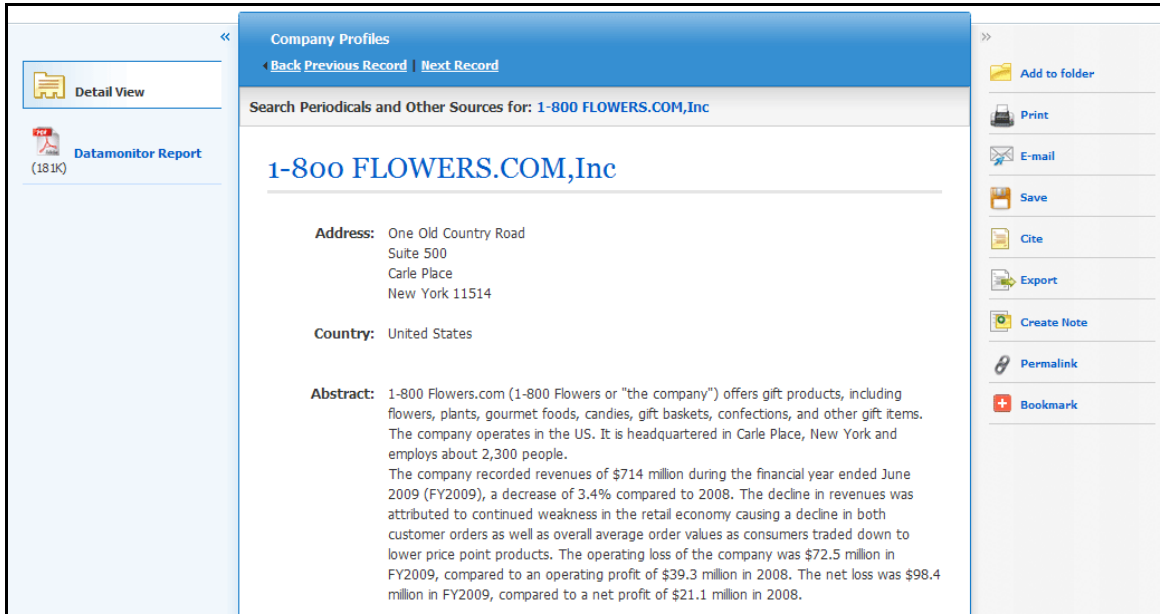 «
Detail View
PDF
(181K)
Datamonitor Report
Company Profiles
Back Previous Record | Next Record
Search Periodicals and Other Sources for: 1-800 FLOWERS.COM,Inc
1-800 FLOWERS.COM,Inc
Address: One Old Country Road
Suite 500
Carle Place
New York 11514
Country: United States
Abstract: 1-800 Flowers.com (1-800 Flowers or "the company") offers gift products, including
flowers, plants, gourmet foods, candies, gift baskets, confections, and other gift items.
The company operates in the US. It is headquartered in Carle Place, New York and
employs about 2,300 people.
The company recorded revenues of $714 million during the financial year ended June
2009 (FY2009), a decrease of 3.4% compared to 2008. The decline in revenues was
attributed to continued weakness in the retail economy causing a decline in both
customer orders as well as overall average order values as consumers traded down to
lower price point products. The operating loss of the company was $72.5 million in
FY2009, compared to an operating profit of $39.3 million in 2008. The net loss was $98.4
million in FY2009, compared to a net profit of $21.1 million in 2008.
»
Add to folder
Print
E-mail
Save
Cite
Export
Create Note
Permalink
Bookmark